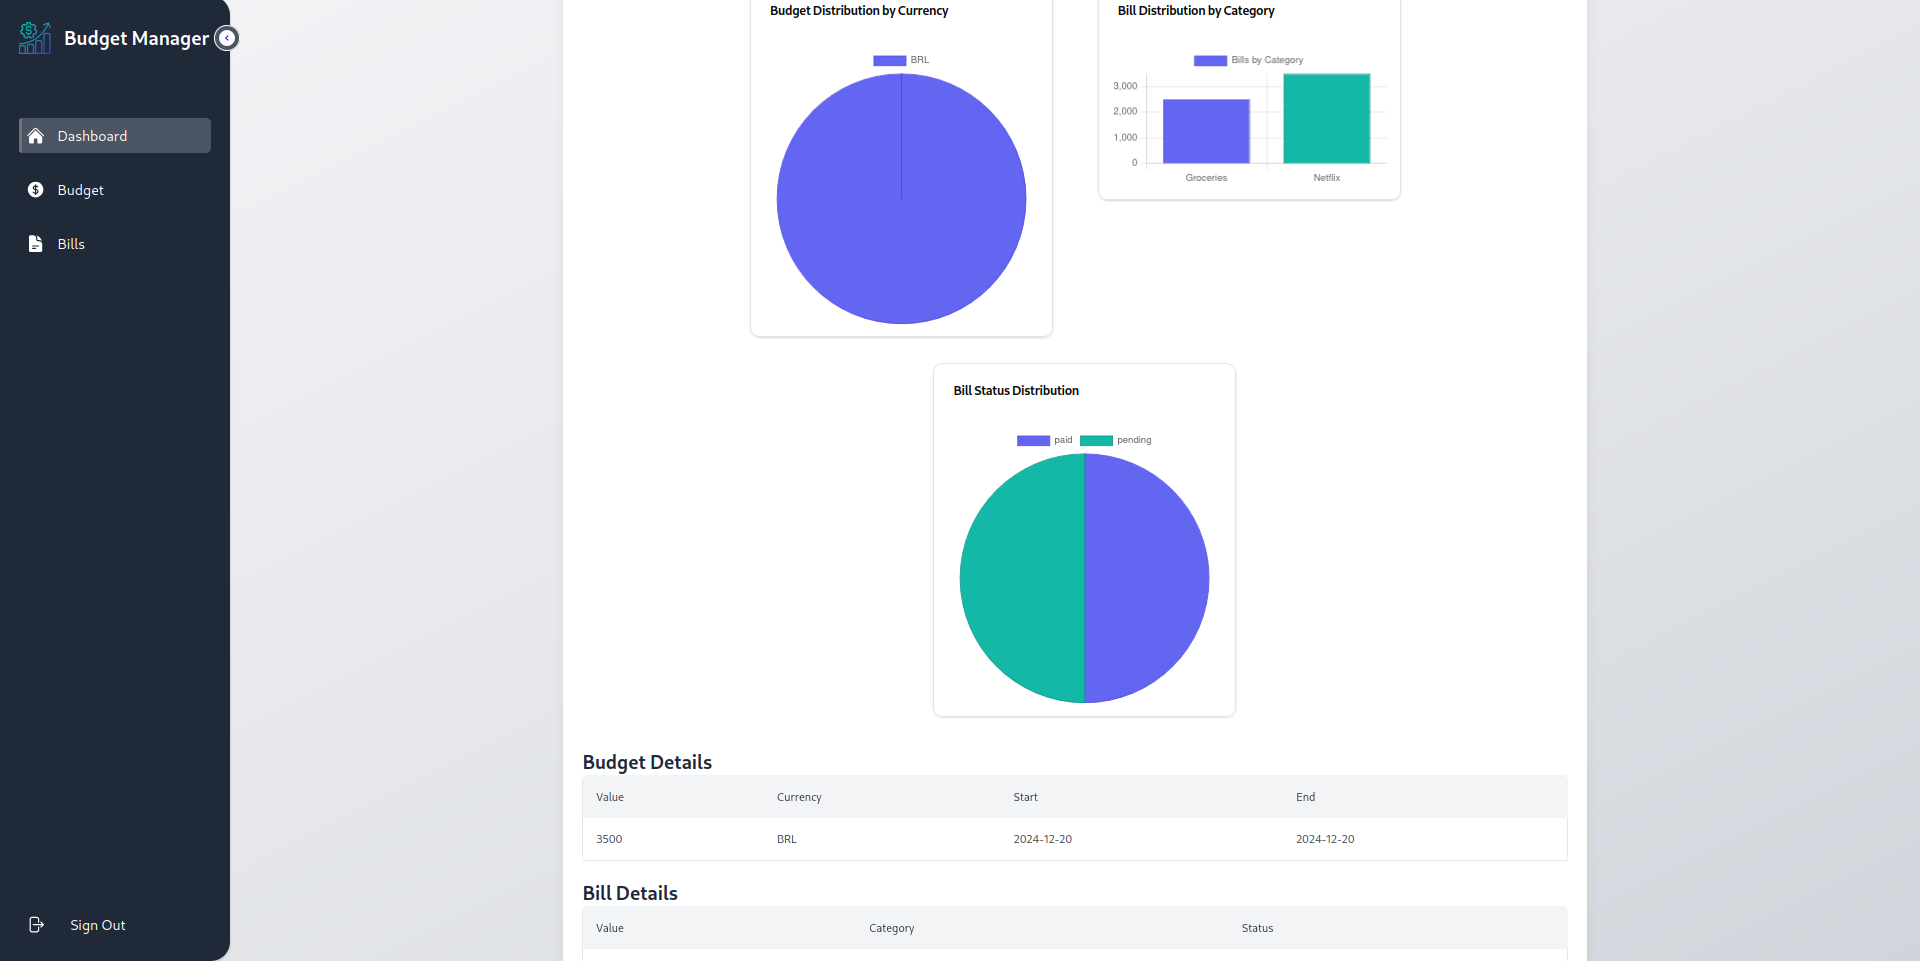 Budget Manager
Dashboard
Budget
Bills
Sign Out
Budget Distribution by Currency
BRL
Bill Distribution by Category
Bills by Category
3,000
2,000
1,000
0
Groceries
Netflix
Bill Status Distribution
paid
pending
Budget Details
Value Currency Start End
3500 BRL 2024-12-20 2024-12-20
Bill Details
Value Category Status